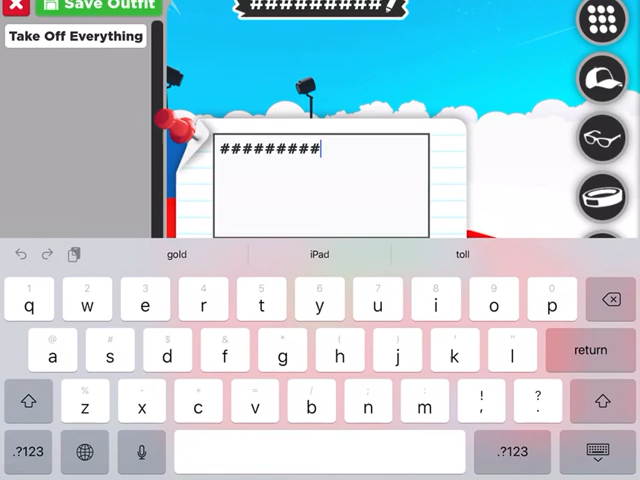 Save Outfit
#########
Take Off Everything
#########
gold iPad toll
1 2 3 4 5 6 7 8 9 0
q w e r t y u i o p
@ # $ & * ( ) ' "
a s d f g h j k l return
% - + = / ; : ! ?
z x c v b n m , .
.?123 .?123